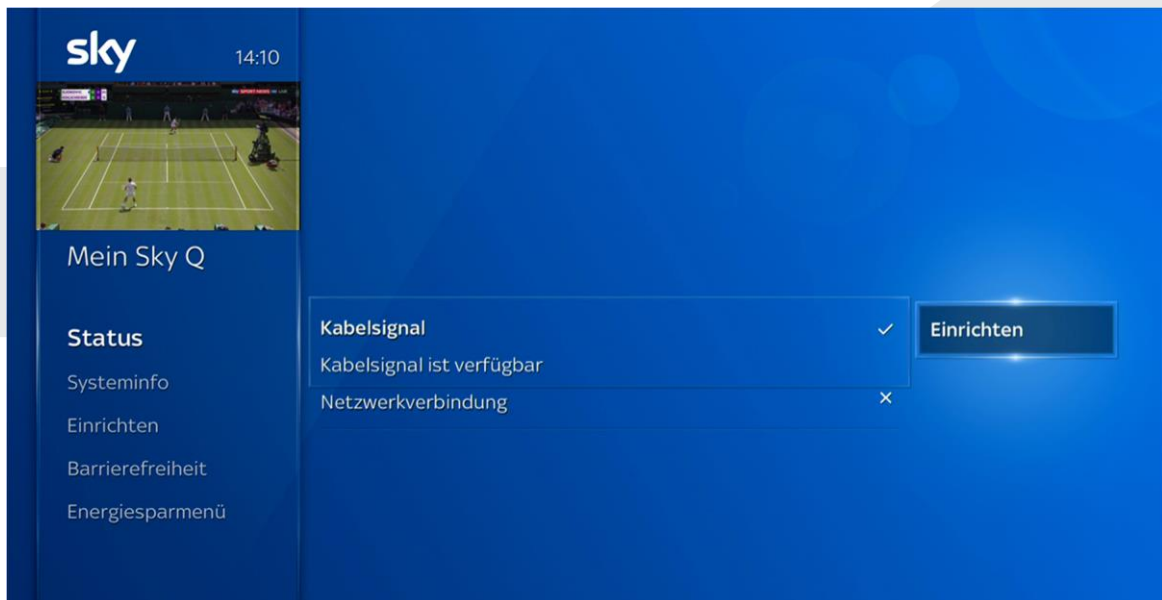 sky
14:10
Mein Sky Q
Status
Systeminfo
Einrichten
Barrierefreiheit
Energiesparmenü
Kabelsignal
Kabelsignal ist verfügbar
Netzwerkverbindung
Einrichten